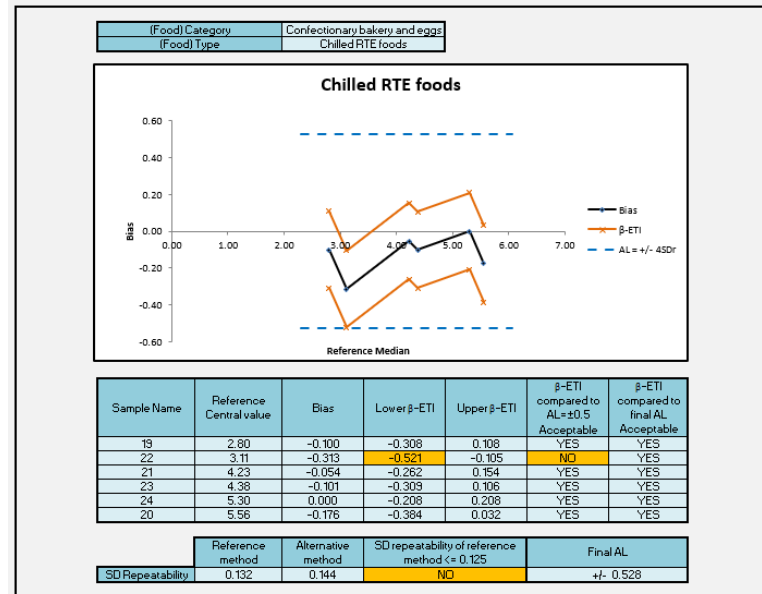 (Food) Category Confectionary bakery and eggs
(Food) Type Chilled RTE foods
Chilled RTE foods
0.60
0.40
0.20
0.00
-0.20
-0.40
-0.60
Bias
0.00 1.00 2.00 3.00 4.00 5.00 6.00 7.00
Reference Median
Bias
β-ETI
AL = +/- 4SDr
Sample Name Reference Central value Bias Lower β-ETI Upper β-ETI β-ETI compared to AL=±0.5 Acceptable β-ETI compared to final AL Acceptable
19 2.80 -0.100 -0.308 0.108 YES YES
22 3.11 -0.313 -0.521 -0.105 NO YES
21 4.23 -0.054 -0.262 0.154 YES YES
23 4.38 -0.101 -0.309 0.106 YES YES
24 5.30 0.000 -0.208 0.208 YES YES
20 5.56 -0.176 -0.384 0.032 YES YES
Reference method Alternative method SD repeatability of reference method <= 0.125 Final AL
SD Repeatability 0.132 0.144 NO +/- 0.528